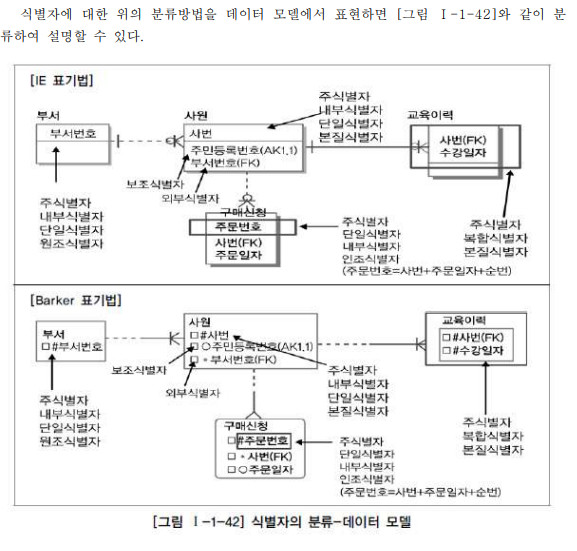 식별자에 대한 위의 분류방법을 데이터 모델에서 표현하면 [그림 Ⅰ-1-42]와 같이 분
류하여 설명할 수 있다.
[IE 표기법]
부서
부서번호
주식별자
내부식별자
단일식별자
원조식별자
사원
사번
주민등록번호(AK1,1)
부서번호(FK)
보조식별자
외부식별자
주식별자
내부식별자
단일식별자
본질식별자
교육이력
사번(FK)
수강일자
주식별자
복합식별자
본질식별자
구매신청
주문번호
사번(FK)
주문일자
주식별자
단일식별자
내부식별자
인조식별자
(주문번호=사번+주문일자+순번)
[Barker 표기법]
부서
#부서번호
주식별자
내부식별자
단일식별자
원조식별자
사원
#사번
○주민등록번호(AK1,1)
* 부서번호(FK)
보조식별자
외부식별자
주식별자
내부식별자
단일식별자
본질식별자
교육이력
#사번(FK)
#수강일자
주식별자
복합식별자
본질식별자
구매신청
#주문번호
* 사번(FK)
○주문일자
주식별자
단일식별자
내부식별자
인조식별자
(주문번호=사번+주문일자+순번)
[그림 Ⅰ-1-42] 식별자의 분류-데이터 모델